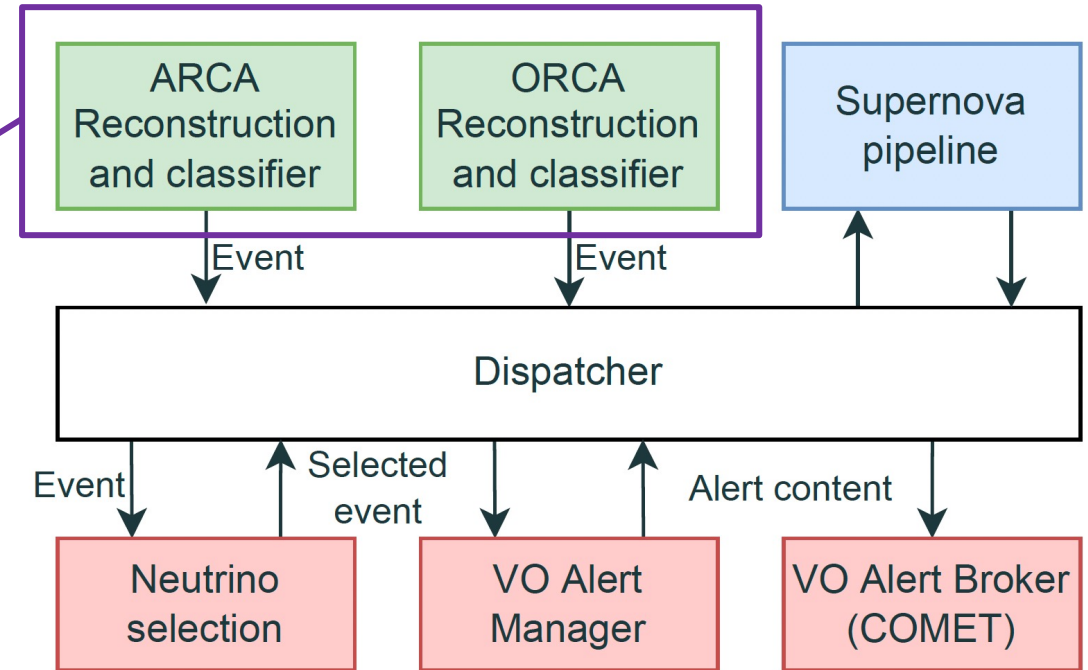 ARCA
Reconstruction
and classifier
ORCA
Reconstruction
and classifier
Supernova
pipeline
Event
Event
Dispatcher
Event
Selected
event
Alert content
Neutrino
selection
VO Alert
Manager
VO Alert Broker
(COMET)